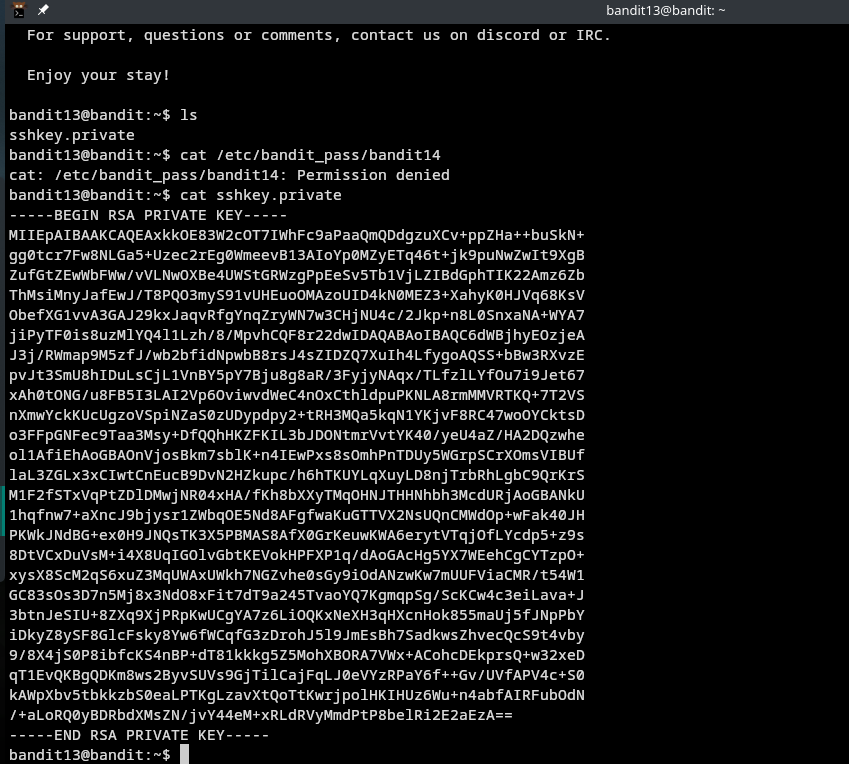 bandit13@bandit: ~
For support, questions or comments, contact us on discord or IRC.
Enjoy your stay!
bandit13@bandit:~$ ls
sshkey.private
bandit13@bandit:~$ cat /etc/bandit_pass/bandit14
cat: /etc/bandit_pass/bandit14: Permission denied
bandit13@bandit:~$ cat sshkey.private
-----BEGIN RSA PRIVATE KEY-----
MIIEpAIBAAKCAQEAxkkOE83W2cOT7IWhFc9aPaaQmQDdgzuXCv+ppZHa++buSkN+
gg0tcr7Fw8NLGa5+Uzec2rEg0WmeevB13AIoYp0MZyETq46t+jk9puNwZwIt9XgB
ZufGtZEwWbFWw/vVLNwOXBe4UWStGRWzgPpEeSv5Tb1VjLZIBdGphTIK22Amz6Zb
ThMsiMnyJafEwJ/T8PQO3myS91vUHEuoOMAzoUID4kN0MEZ3+XahyK0HJVq68KsV
ObefXG1vvA3GAJ29kxJaqvRfgYnqZryWN7w3CHjNU4c/2Jkp+n8L0SnxaNA+WYA7
jiPyTF0is8uzMlYQ4l1Lzh/8/MpvhCQF8r22dwIDAQABAoIBAQC6dWBjhyEOzjeA
J3j/RWmap9M5zfJ/wb2bfidNpwbB8rsJ4sZIDZQ7XuIh4LfygoAQSS+bBw3RXvzE
pvJt3SmU8hIDuLsCjL1VnBY5pY7Bju8g8aR/3FyjyNAqx/TLfzlLYfOu7i9Jet67
xAh0tONG/u8FB5I3LAI2Vp6OviwvdWeC4nOxCthldpuPKNLA8rmMMVRTKQ+7T2VS
nXmwYckKUcUgzoVSpiNZaS0zUDypdpy2+tRH3MQa5kqN1YKjvF8RC47woOYCktsD
o3FFpGNFec9Taa3Msy+DfQQhHKZFKIL3bJDONtmrVvtYK40/yeU4aZ/HA2DQzwhe
ol1AfiEhAoGBAOnVjosBkm7sblK+n4IEwPxs8sOmhPnTDUy5WGrpSCrXOmsVIBUf
laL3ZGLx3xCIwtCnEucB9DvN2HZkupc/h6hTKUYLqXuyLD8njTrbRhLgbC9QrKrS
M1F2fSTxVqPtZDlDMwjNR04xHA/fKh8bXXyTMqOHNJTHHNhbh3McdURjAoGBANkU
1hqfnw7+aXncJ9bjysr1ZWbqOE5Nd8AFgfwaKuGTTVX2NsUQnCMWdOp+wFak40JH
PKWkJNdBG+ex0H9JNQsTK3X5PBMAS8AfX0GrKeuwKWA6erytVTqjOfLYcdp5+z9s
8DtVCxDuVsM+i4X8UqIGOlvGbtKEVokHPFXP1q/dAoGAcHg5YX7WEehCgCYTzpO+
xysX8ScM2qS6xuZ3MqUWAxUWkh7NGZvhe0sGy9iOdANzwKw7mUUFViaCMR/t54W1
GC83sOs3D7n5Mj8x3NdO8xFit7dT9a245TvaoYQ7KgmqpSg/ScKCw4c3eiLava+J
3btnJeSIU+8ZXq9XjPRpKwUCgYA7z6LiOQKxNeXH3qHXcnHok855maUj5fJNpPbY
iDkyZ8ySF8GlcFsky8Yw6fWCqfG3zDrohJ5l9JmEsBh7SadkwsZhvecQcS9t4vby
9/8X4jS0P8ibfcKS4nBP+dT81kkkg5Z5MohXBORA7VWx+ACohcDEkprsQ+w32xeD
qT1EvQKBgQDKm8ws2ByvSUVs9GjTilCajFqLJ0eVYzRPaY6f++Gv/UVfAPV4c+S0
kAWpXbv5tbkkzbS0eaLPTKgLzavXtQoTtKwrjpolHKIHUz6Wu+n4abfAIRFubOdN
/+aLoRQ0yBDRbdXMsZN/jvY44eM+xRLdRVyMmdPtP8belRi2E2aEzA==
-----END RSA PRIVATE KEY-----
bandit13@bandit:~$